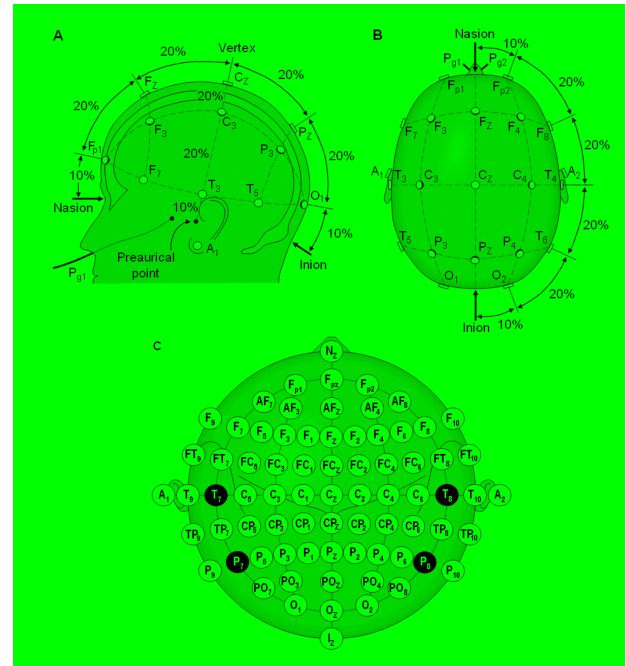 A
Vertex
20%
20%
FZ
CZ
20%
20%
20%
F3
C3
PZ
20%
P3
Fp1
F7
T3
T5
O1
10%
Nasion
10%
10%
Preaurical
point
A1
Inion
Pg1
B
Nasion
10%
Pg1
Pg2
20%
Fp1
Fp2
F7
F3
FZ
F4
F8
20%
A1
T3
C3
CZ
C4
T4
A2
20%
T5
P3
PZ
P4
T6
O1
O2
20%
10%
Inion
C
NZ
Fp1
Fpz
Fp2
AF7
AF3
AFZ
AF4
AF8
F9
F7
F5
F3
F1
FZ
F2
F4
F6
F8
F10
FT9
FT7
FC5
FC3
FC1
FCZ
FC2
FC4
FC6
FT8
FT10
A1
T9
T7
C5
C3
C1
CZ
C2
C4
C6
T8
T10
A2
TP9
TP7
CP5
CP3
CP1
CPZ
CP2
CP4
CP6
TP8
TP10
P9
P7
P5
P3
P1
PZ
P2
P4
P6
P8
P10
PO7
PO3
POZ
PO4
PO8
O1
OZ
O2
IZ